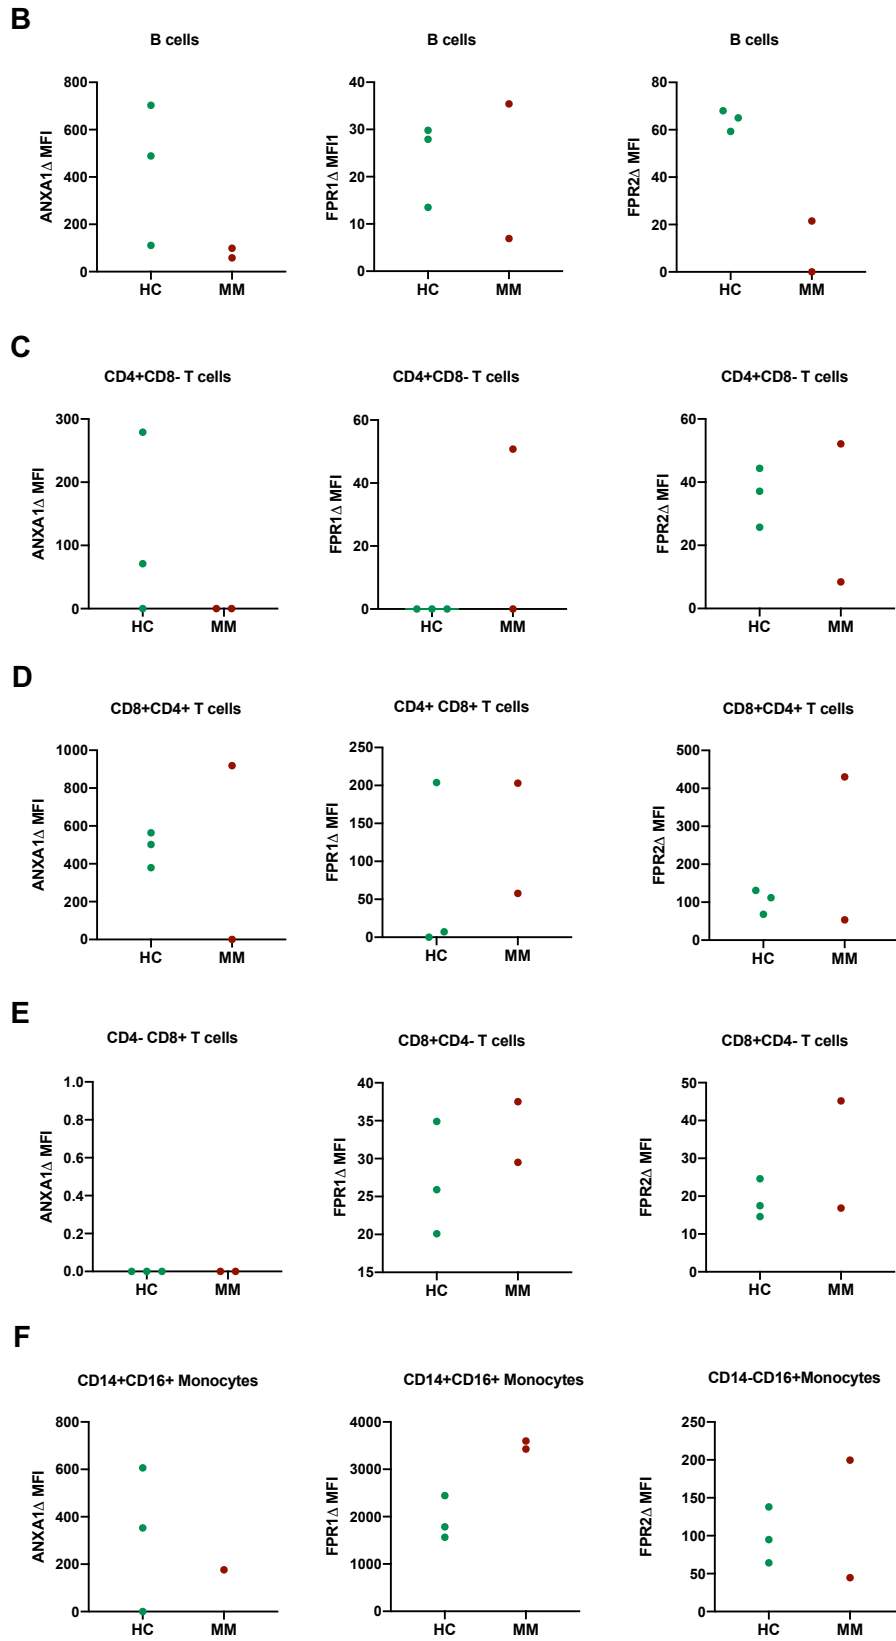 B
B cells
B cells
B cells
ANXA1Δ MFI
800
600
400
200
0
HC
MM
FPR1Δ MFI1
40
30
20
10
0
HC
MM
FPR2Δ MFI
80
60
40
20
0
HC
MM
C
CD4+CD8- T cells
CD4+CD8- T cells
CD4+CD8- T cells
ANXA1Δ MFI
300
200
100
0
HC
MM
FPR1Δ MFI
60
40
20
0
HC
MM
FPR2Δ MFI
60
40
20
0
HC
MM
D
CD8+CD4+ T cells
CD4+ CD8+ T cells
CD8+CD4+ T cells
ANXA1Δ MFI
1000
800
600
400
200
0
HC
MM
FPR1Δ MFI
250
200
150
100
50
0
HC
MM
FPR2Δ MFI
500
400
300
200
100
0
HC
MM
E
CD4- CD8+ T cells
CD8+CD4- T cells
CD8+CD4- T cells
ANXA1Δ MFI
1.0
0.8
0.6
0.4
0.2
0.0
HC
MM
FPR1Δ MFI
40
35
30
25
20
15
HC
MM
FPR2Δ MFI
50
40
30
20
10
0
HC
MM
F
CD14+CD16+ Monocytes
CD14+CD16+ Monocytes
CD14-CD16+Monocytes
ANXA1Δ MFI
800
600
400
200
0
HC
MM
FPR1Δ MFI
4000
3000
2000
1000
0
HC
MM
FPR2Δ MFI
250
200
150
100
50
0
HC
MM